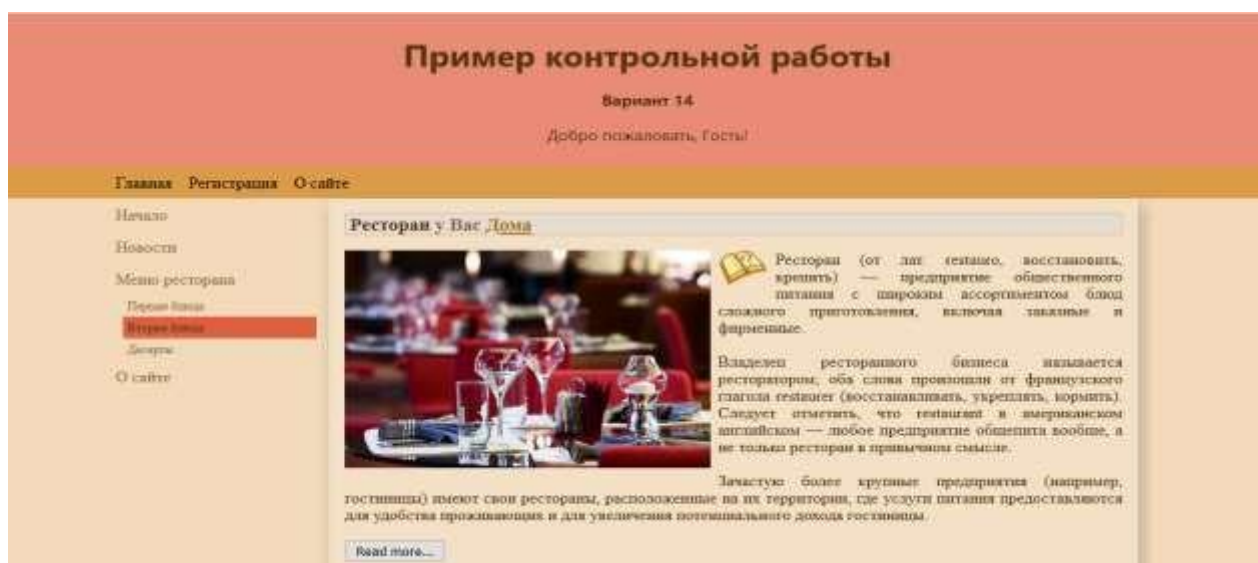 Пример контрольной работы
Вариант 14
Добро пожаловать, Гость!
Главная Регистрация О сайте
Начало
Новости
Меню ресторана
Первые блюда
Вторые блюда
Десерты
О сайте
Ресторан у Вас Дома
Ресторан (от лат. restauro, восстановить,
крепить) — предприятие общественного
питания с широким ассортиментом блюд
сложного приготовления, включая заказные и
фирменные.
Владелец ресторанного бизнеса называется
ресторатором, оба слова произошли от французского
глагола restaurer (восстанавливать, укреплять, кормить).
Следует отметить, что restaurant в американском
английском — любое предприятие общепита вообще, а
не только ресторан в привычном смысле.
Зачастую более крупные предприятия (например,
гостиницы) имеют свои рестораны, расположенные на их территории, где услуги питания предоставляются
для удобства проживающих и для увеличения потенциального дохода гостиницы.
Read more...